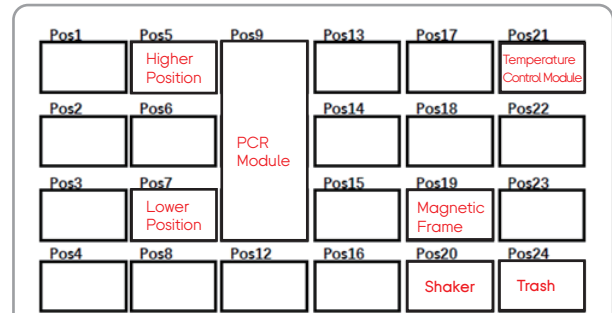 Pos1 Pos5 Pos9 Pos13 Pos17 Pos21
Higher
Position
Temperature
Control Module
Pos2 Pos6 Pos14 Pos18 Pos22
PCR
Module
Pos3 Pos7 Pos15 Pos19 Pos23
Lower
Position
Magnetic
Frame
Pos4 Pos8 Pos12 Pos16 Pos20 Pos24
Shaker Trash